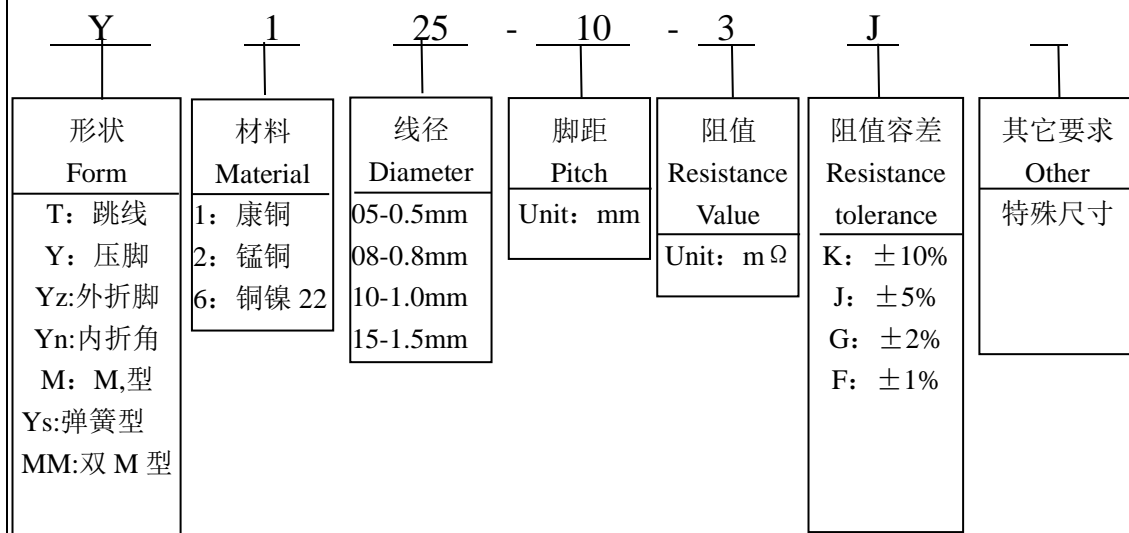 Y 1 25 - 10 - 3 J
形状
Form
T：跳线
Y：压脚
Yz:外折脚
Yn:内折角
M：M,型
Ys:弹簧型
MM:双 M 型
材料
Material
1：康铜
2：锰铜
6：铜镍 22
线径
Diameter
05-0.5mm
08-0.8mm
10-1.0mm
15-1.5mm
脚距
Pitch
Unit：mm
阻值
Resistance
Value
Unit：mΩ
阻值容差
Resistance
tolerance
K：±10%
J：±5%
G：±2%
F：±1%
其它要求
Other
特殊尺寸